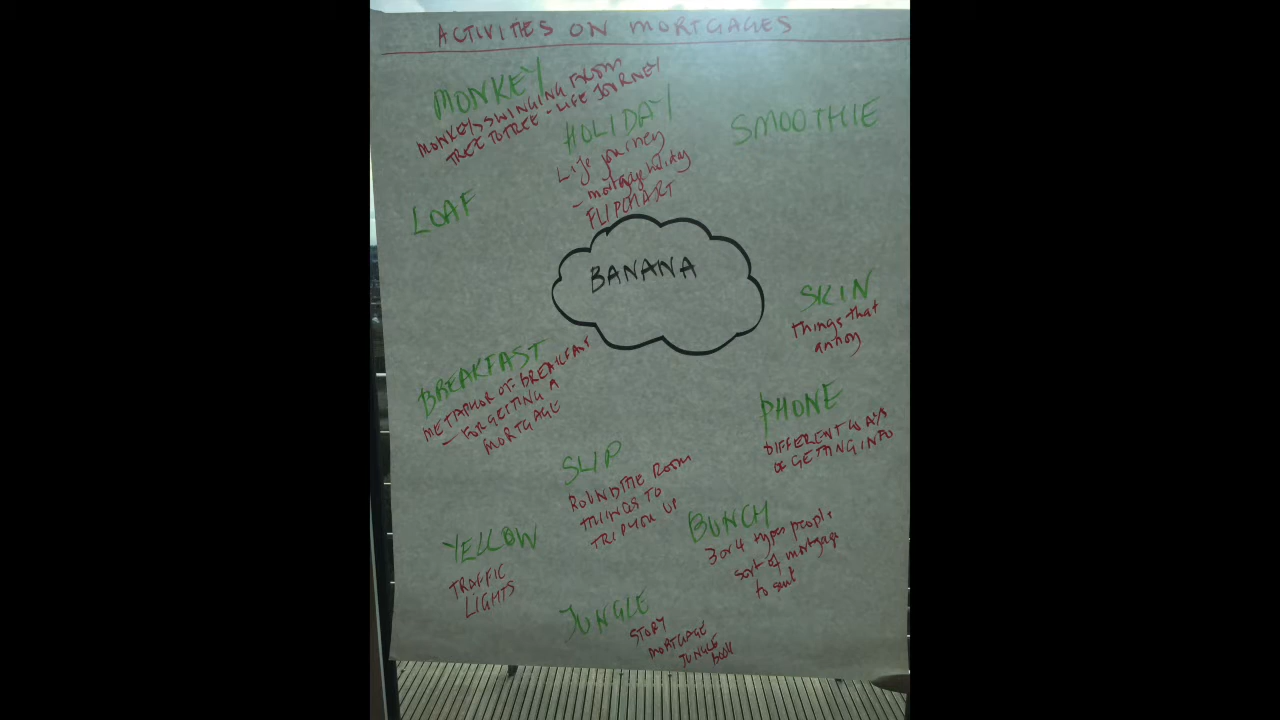 ACTIVITIES ON MORTGAGES
MONKEY
MONKEYS SWINGING FROM
TREE TO TREE - LIFE JOURNEY
HOLIDAY
Life journey
- mortgage holiday
FLIPCHART
SMOOTHIE
LOAF
BANANA
SKIN
Things that
annoy
BREAKFAST
METAPHOR OF BREAKFAST
- FOR GETTING A
MORTGAGE
PHONE
DIFFERENT WAYS
OF GETTING INFO
SLIP
ROUND THE ROOM
THINGS TO
TRIP YOU UP
BUNCH
3 or 4 types people
sort of mortgage
to suit
YELLOW
TRAFFIC
LIGHTS
JUNGLE
STORY
MORTGAGE
JUNGLE
BOOK